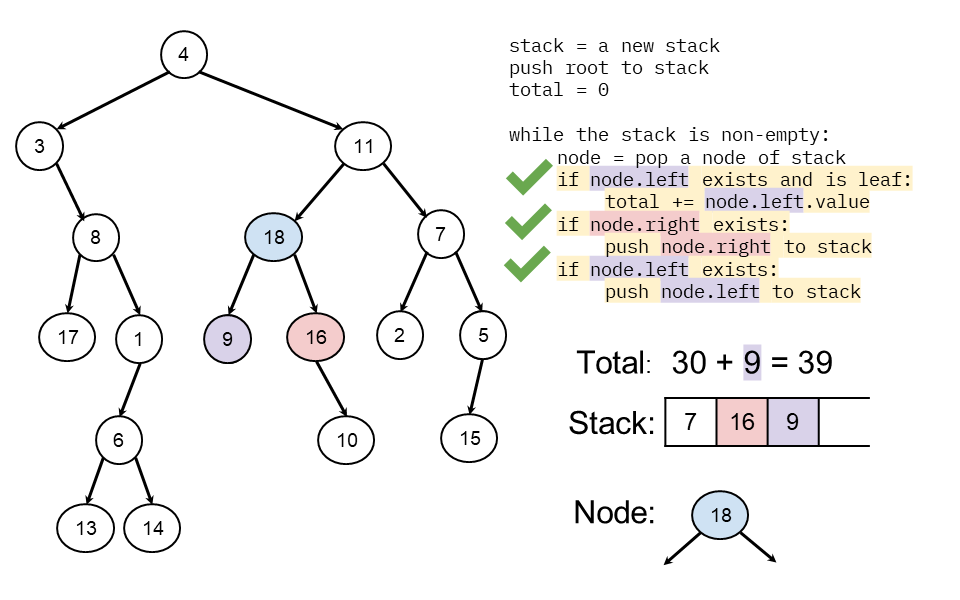 4
3
11
8
18
7
17
1
9
16
2
5
6
10
15
13
14
stack = a new stack
push root to stack
total = 0
while the stack is non-empty:
node = pop a node of stack
if node.left exists and is leaf:
total += node.left.value
if node.right exists:
push node.right to stack
if node.left exists:
push node.left to stack
Total: 30 + 9 = 39
Stack: 7 16 9
Node: 18